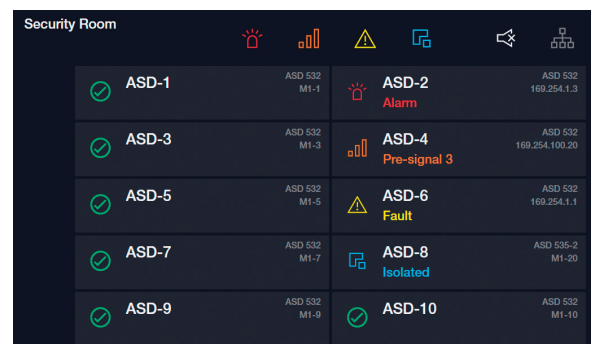 Security Room
ASD-1
ASD 532
M1-1
ASD-2
Alarm
ASD 532
169.254.1.3
ASD-3
ASD 532
M1-3
ASD-4
Pre-signal 3
ASD 532
169.254.100.20
ASD-5
ASD 532
M1-5
ASD-6
Fault
ASD 532
169.254.1.1
ASD-7
ASD 532
M1-7
ASD-8
Isolated
ASD 535-2
M1-20
ASD-9
ASD 532
M1-9
ASD-10
ASD 532
M1-10